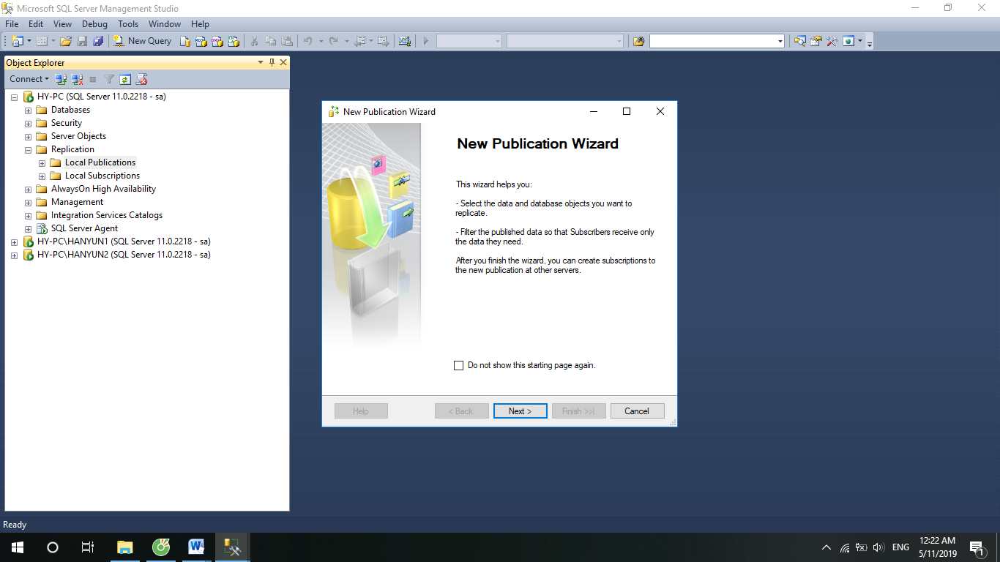 Microsoft SQL Server Management Studio
File Edit View Debug Tools Window Help
New Query
Object Explorer
Connect
HY-PC (SQL Server 11.0.2218 - sa)
Databases
Security
Server Objects
Replication
Local Publications
Local Subscriptions
AlwaysOn High Availability
Management
Integration Services Catalogs
SQL Server Agent
HY-PC\HANYUN1 (SQL Server 11.0.2218 - sa)
HY-PC\HANYUN2 (SQL Server 11.0.2218 - sa)
New Publication Wizard
New Publication Wizard
This wizard helps you:
- Select the data and database objects you want to
replicate.
- Filter the published data so that Subscribers receive only
the data they need.
After you finish the wizard, you can create subscriptions to
the new publication at other servers.
Do not show this starting page again.
Help < Back Next > Finish >>| Cancel
Ready
ENG
12:22 AM
5/11/2019
1